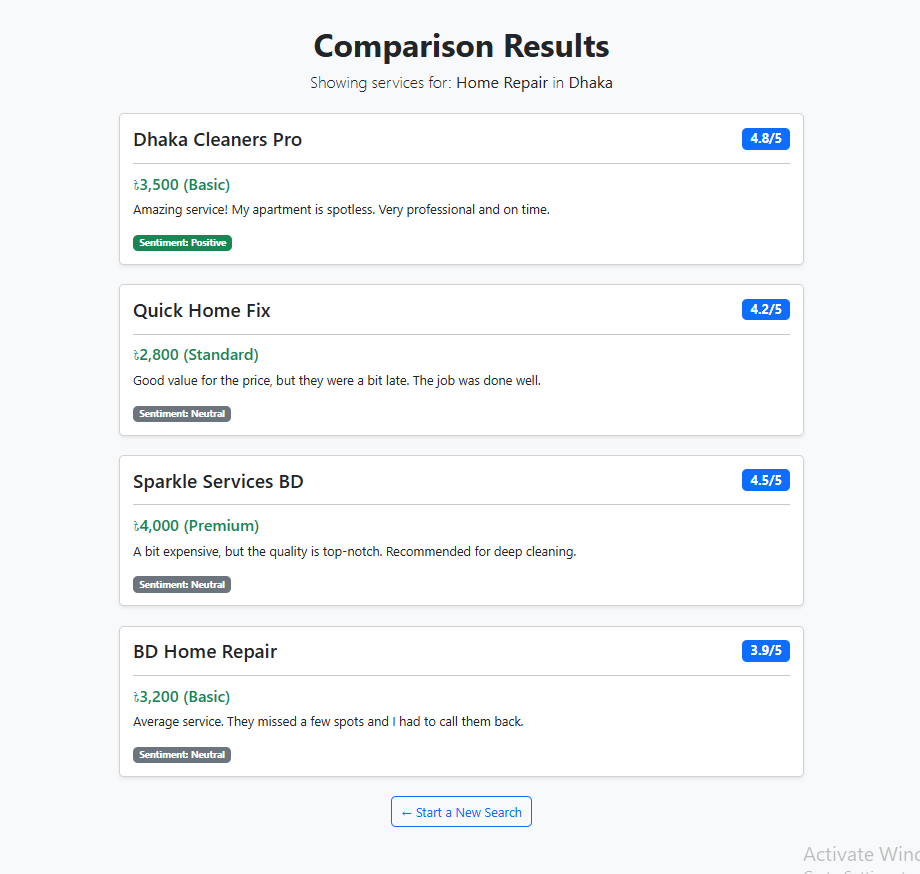 Comparison Results
Showing services for: Home Repair in Dhaka
Dhaka Cleaners Pro
4.8/5
৳3,500 (Basic)
Amazing service! My apartment is spotless. Very professional and on time.
Sentiment: Positive
Quick Home Fix
4.2/5
৳2,800 (Standard)
Good value for the price, but they were a bit late. The job was done well.
Sentiment: Neutral
Sparkle Services BD
4.5/5
৳4,000 (Premium)
A bit expensive, but the quality is top-notch. Recommended for deep cleaning.
Sentiment: Neutral
BD Home Repair
3.9/5
৳3,200 (Basic)
Average service. They missed a few spots and I had to call them back.
Sentiment: Neutral
← Start a New Search
Activate Wind